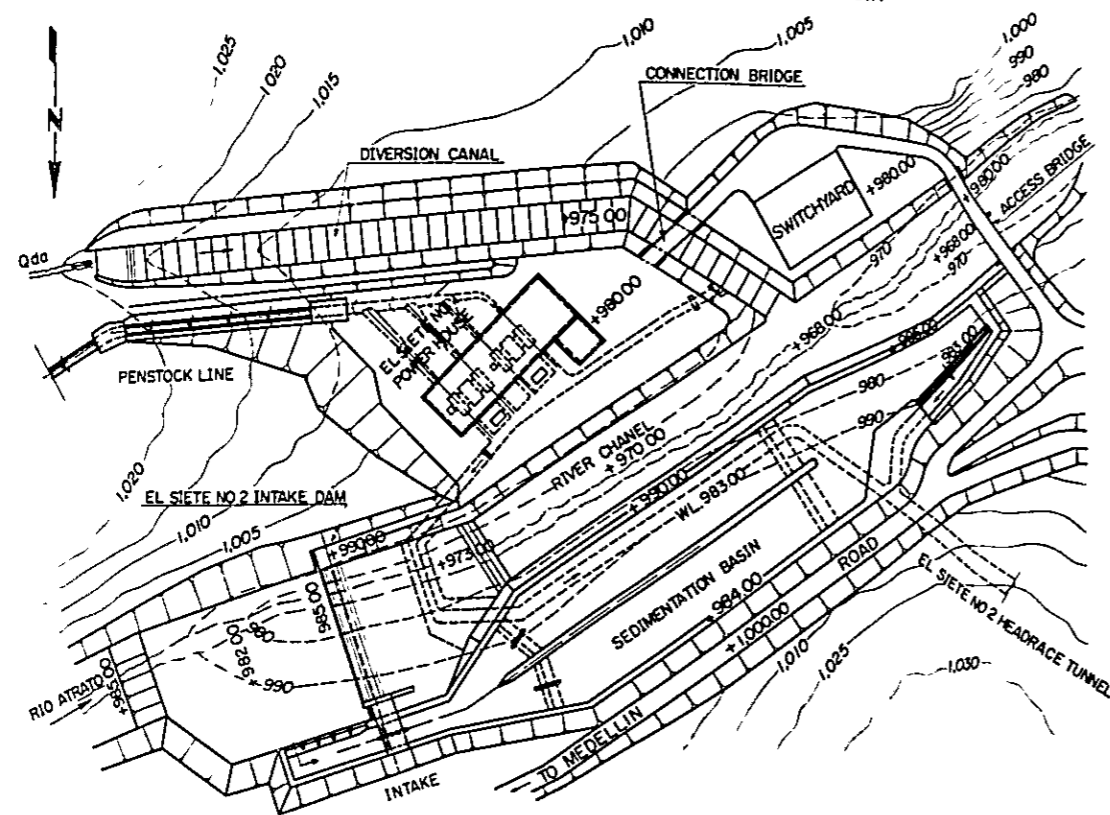 1,025
1,020
1,015
1,010
1,005
1,000
990
980
CONNECTION BRIDGE
N
DIVERSION CANAL
+975.00
SWITCHYARD
+980.00
+980.00
ACCESS BRIDGE
970
+968.00
970
Qda
EL SIETE NO.1
POWER HOUSE
+980.00
PENSTOCK LINE
+968.00
980
990
RIVER CHANEL
+970.00
1,020
EL SIETE NO.2 INTAKE DAM
1,010
1,005
+990.00
+990.00
WL. 983.00
+973.00
985.00
980
982.00
990
SEDIMENTATION BASIN
984.00
ROAD
+1,000.00
EL SIETE NO 2 HEADRACE TUNNEL
1,010
1,025
1,030
RIO ATRATO
+985.00
TO MEDELLIN
INTAKE